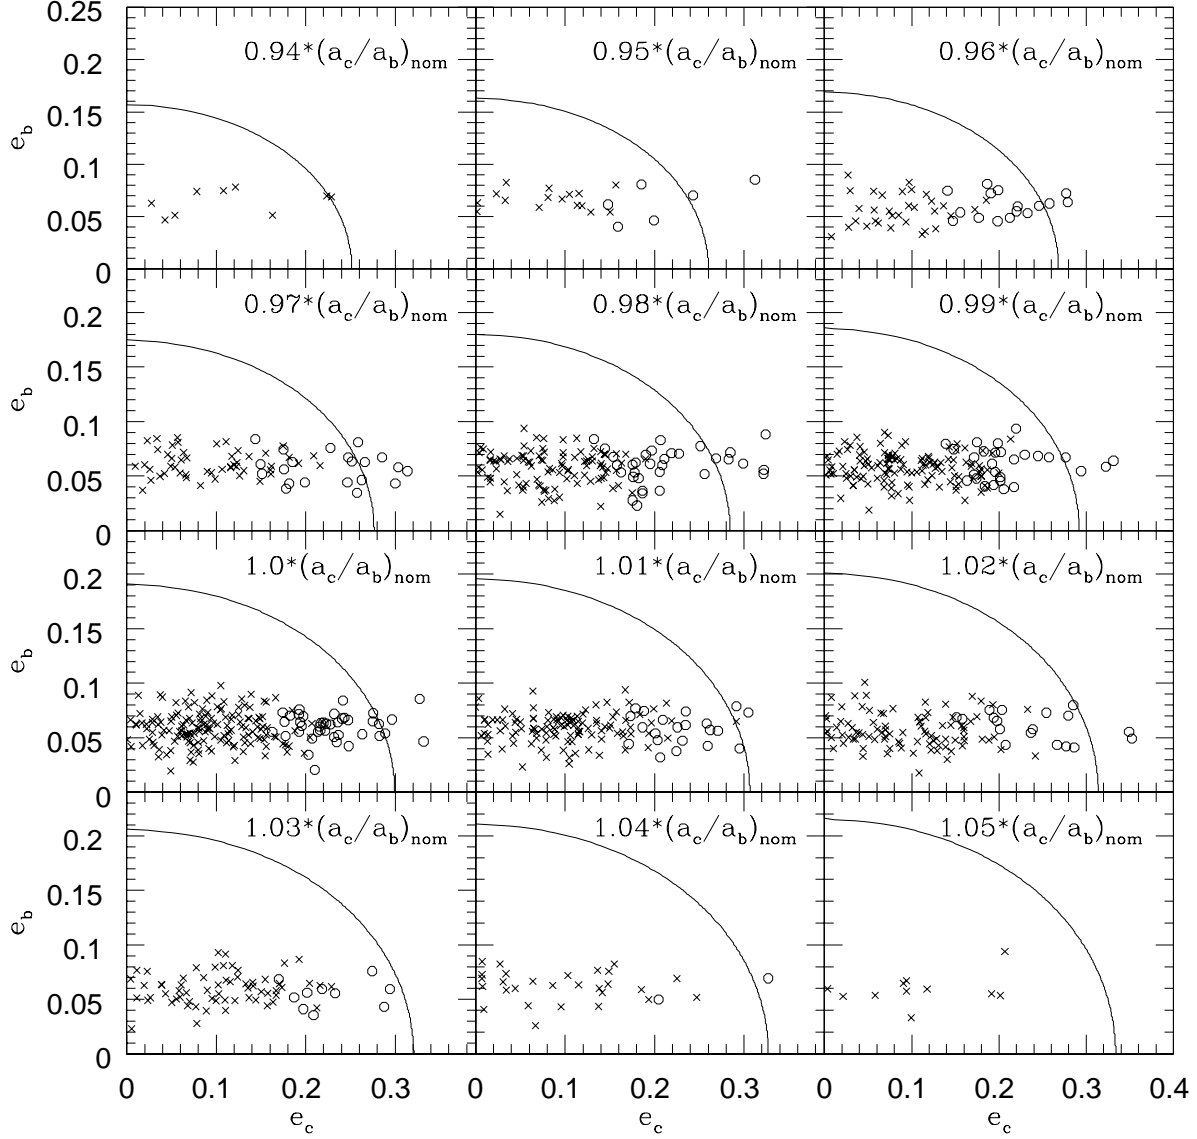 0.25
0.2
0.15
0.1
0.05
0
e_b
0.94*(a_c/a_b)_nom
0.95*(a_c/a_b)_nom
0.96*(a_c/a_b)_nom
0.2
0.15
0.1
0.05
0
e_b
0.97*(a_c/a_b)_nom
0.98*(a_c/a_b)_nom
0.99*(a_c/a_b)_nom
0.2
0.15
0.1
0.05
0
e_b
1.0*(a_c/a_b)_nom
1.01*(a_c/a_b)_nom
1.02*(a_c/a_b)_nom
0.2
0.15
0.1
0.05
0
e_b
1.03*(a_c/a_b)_nom
1.04*(a_c/a_b)_nom
1.05*(a_c/a_b)_nom
0 0.1 0.2 0.3
0 0.1 0.2 0.3
0 0.1 0.2 0.3 0.4
e_c
e_c
e_c